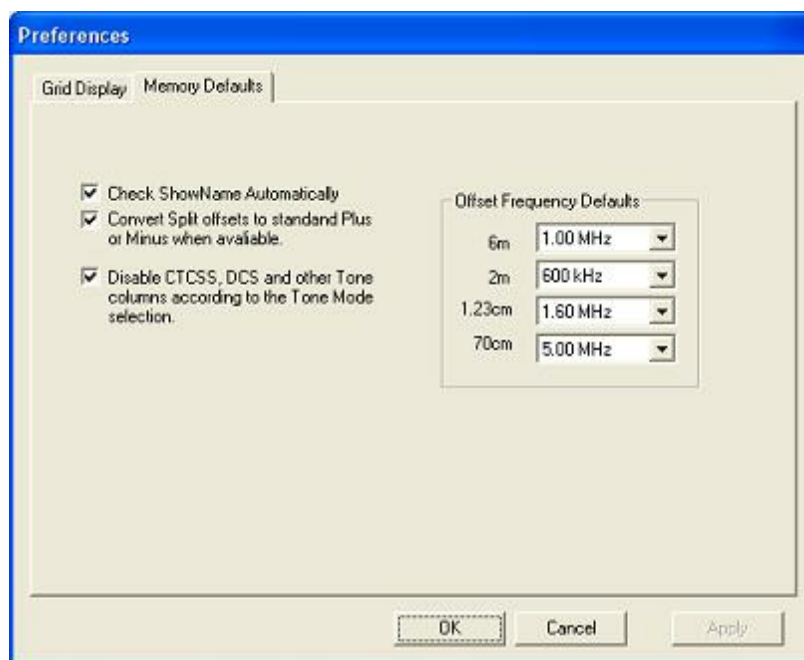 Preferences
Grid Display
Memory Defaults
Check ShowName Automatically
Convert Split offsets to standand Plus
or Minus when avaliable.
Disable CTCSS, DCS and other Tone
columns according to the Tone Mode
selection.
Offset Frequency Defaults
6m 1.00 MHz
2m 600 kHz
1.23cm 1.60 MHz
70cm 5.00 MHz
OK
Cancel
Apply